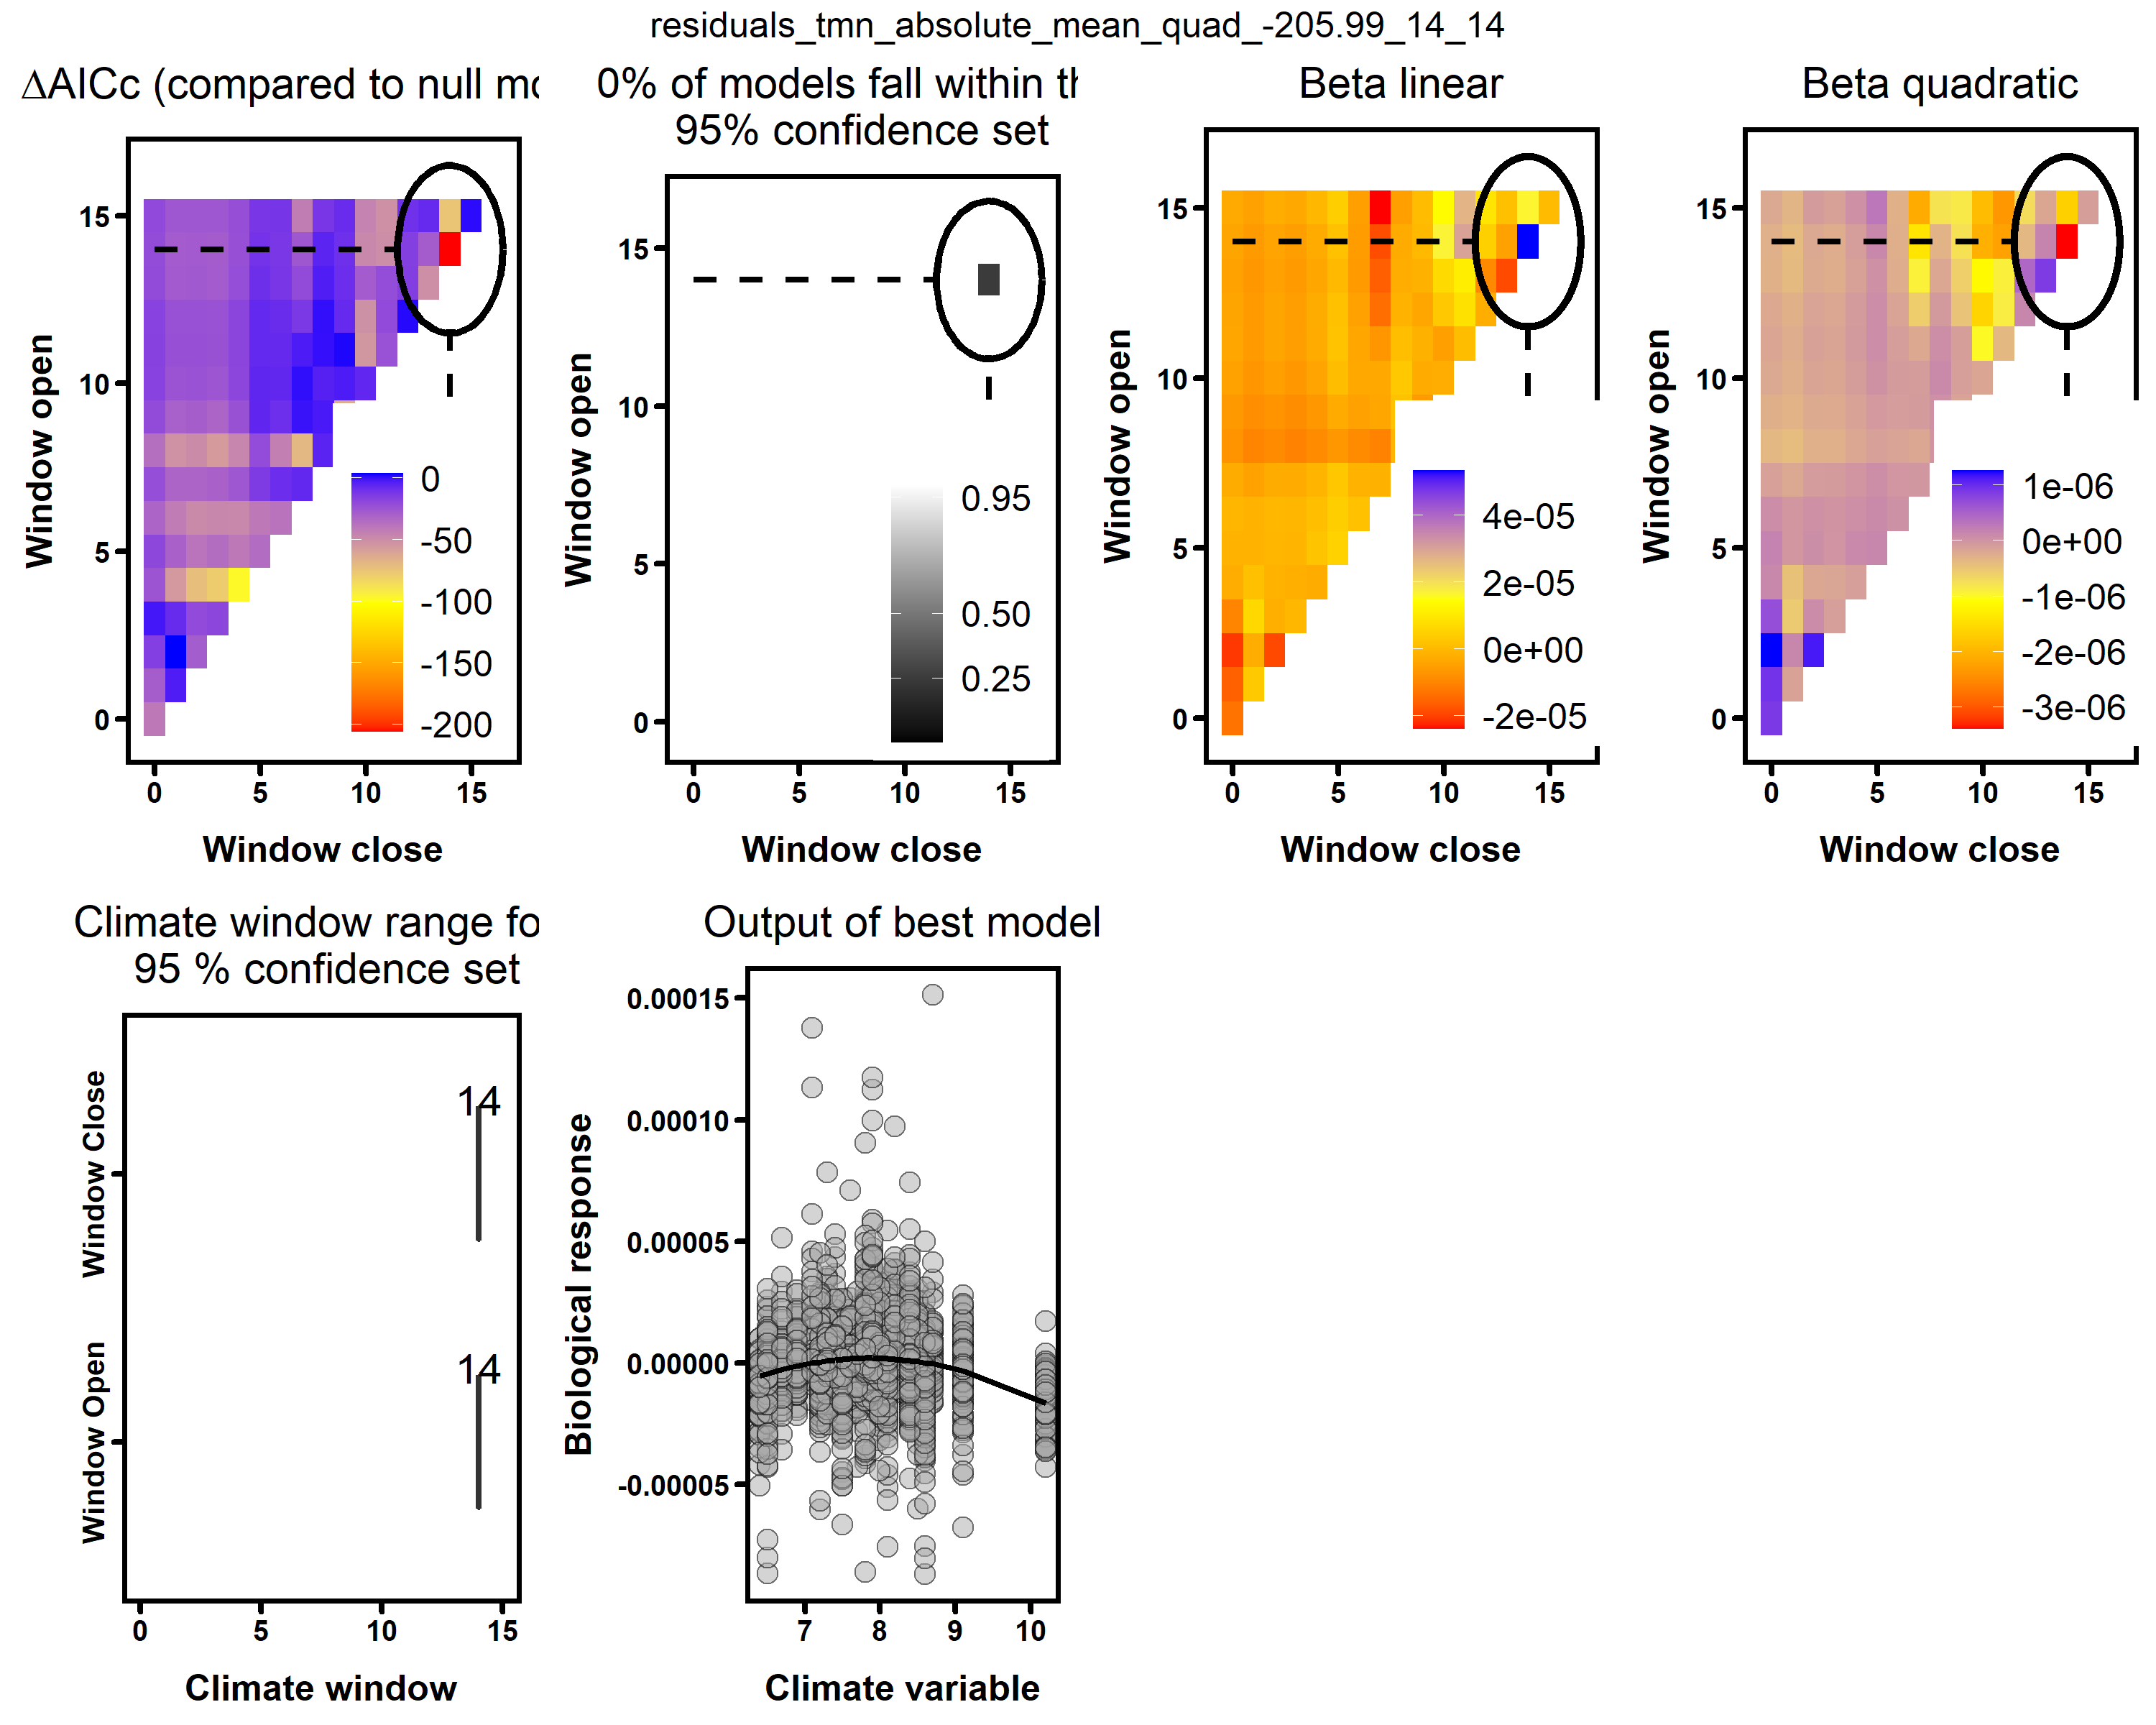 residuals_tmn_absolute_mean_quad_-205.99_14_14
ΔAICc (compared to null mo
Window open
15
10
5
0
0
-50
-100
-150
-200
0 5 10 15
Window close
0% of models fall within th
95% confidence set
Window open
15
10
5
0
0.95
0.50
0.25
0 5 10 15
Window close
Beta linear
Window open
15
10
5
0
4e-05
2e-05
0e+00
-2e-05
0 5 10 15
Window close
Beta quadratic
Window open
15
10
5
0
1e-06
0e+00
-1e-06
-2e-06
-3e-06
0 5 10 15
Window close
Climate window range fo
95 % confidence set
Window Close
Window Open
14
14
0 5 10 15
Climate window
Output of best model
Biological response
0.00015
0.00010
0.00005
0.00000
-0.00005
7 8 9 10
Climate variable